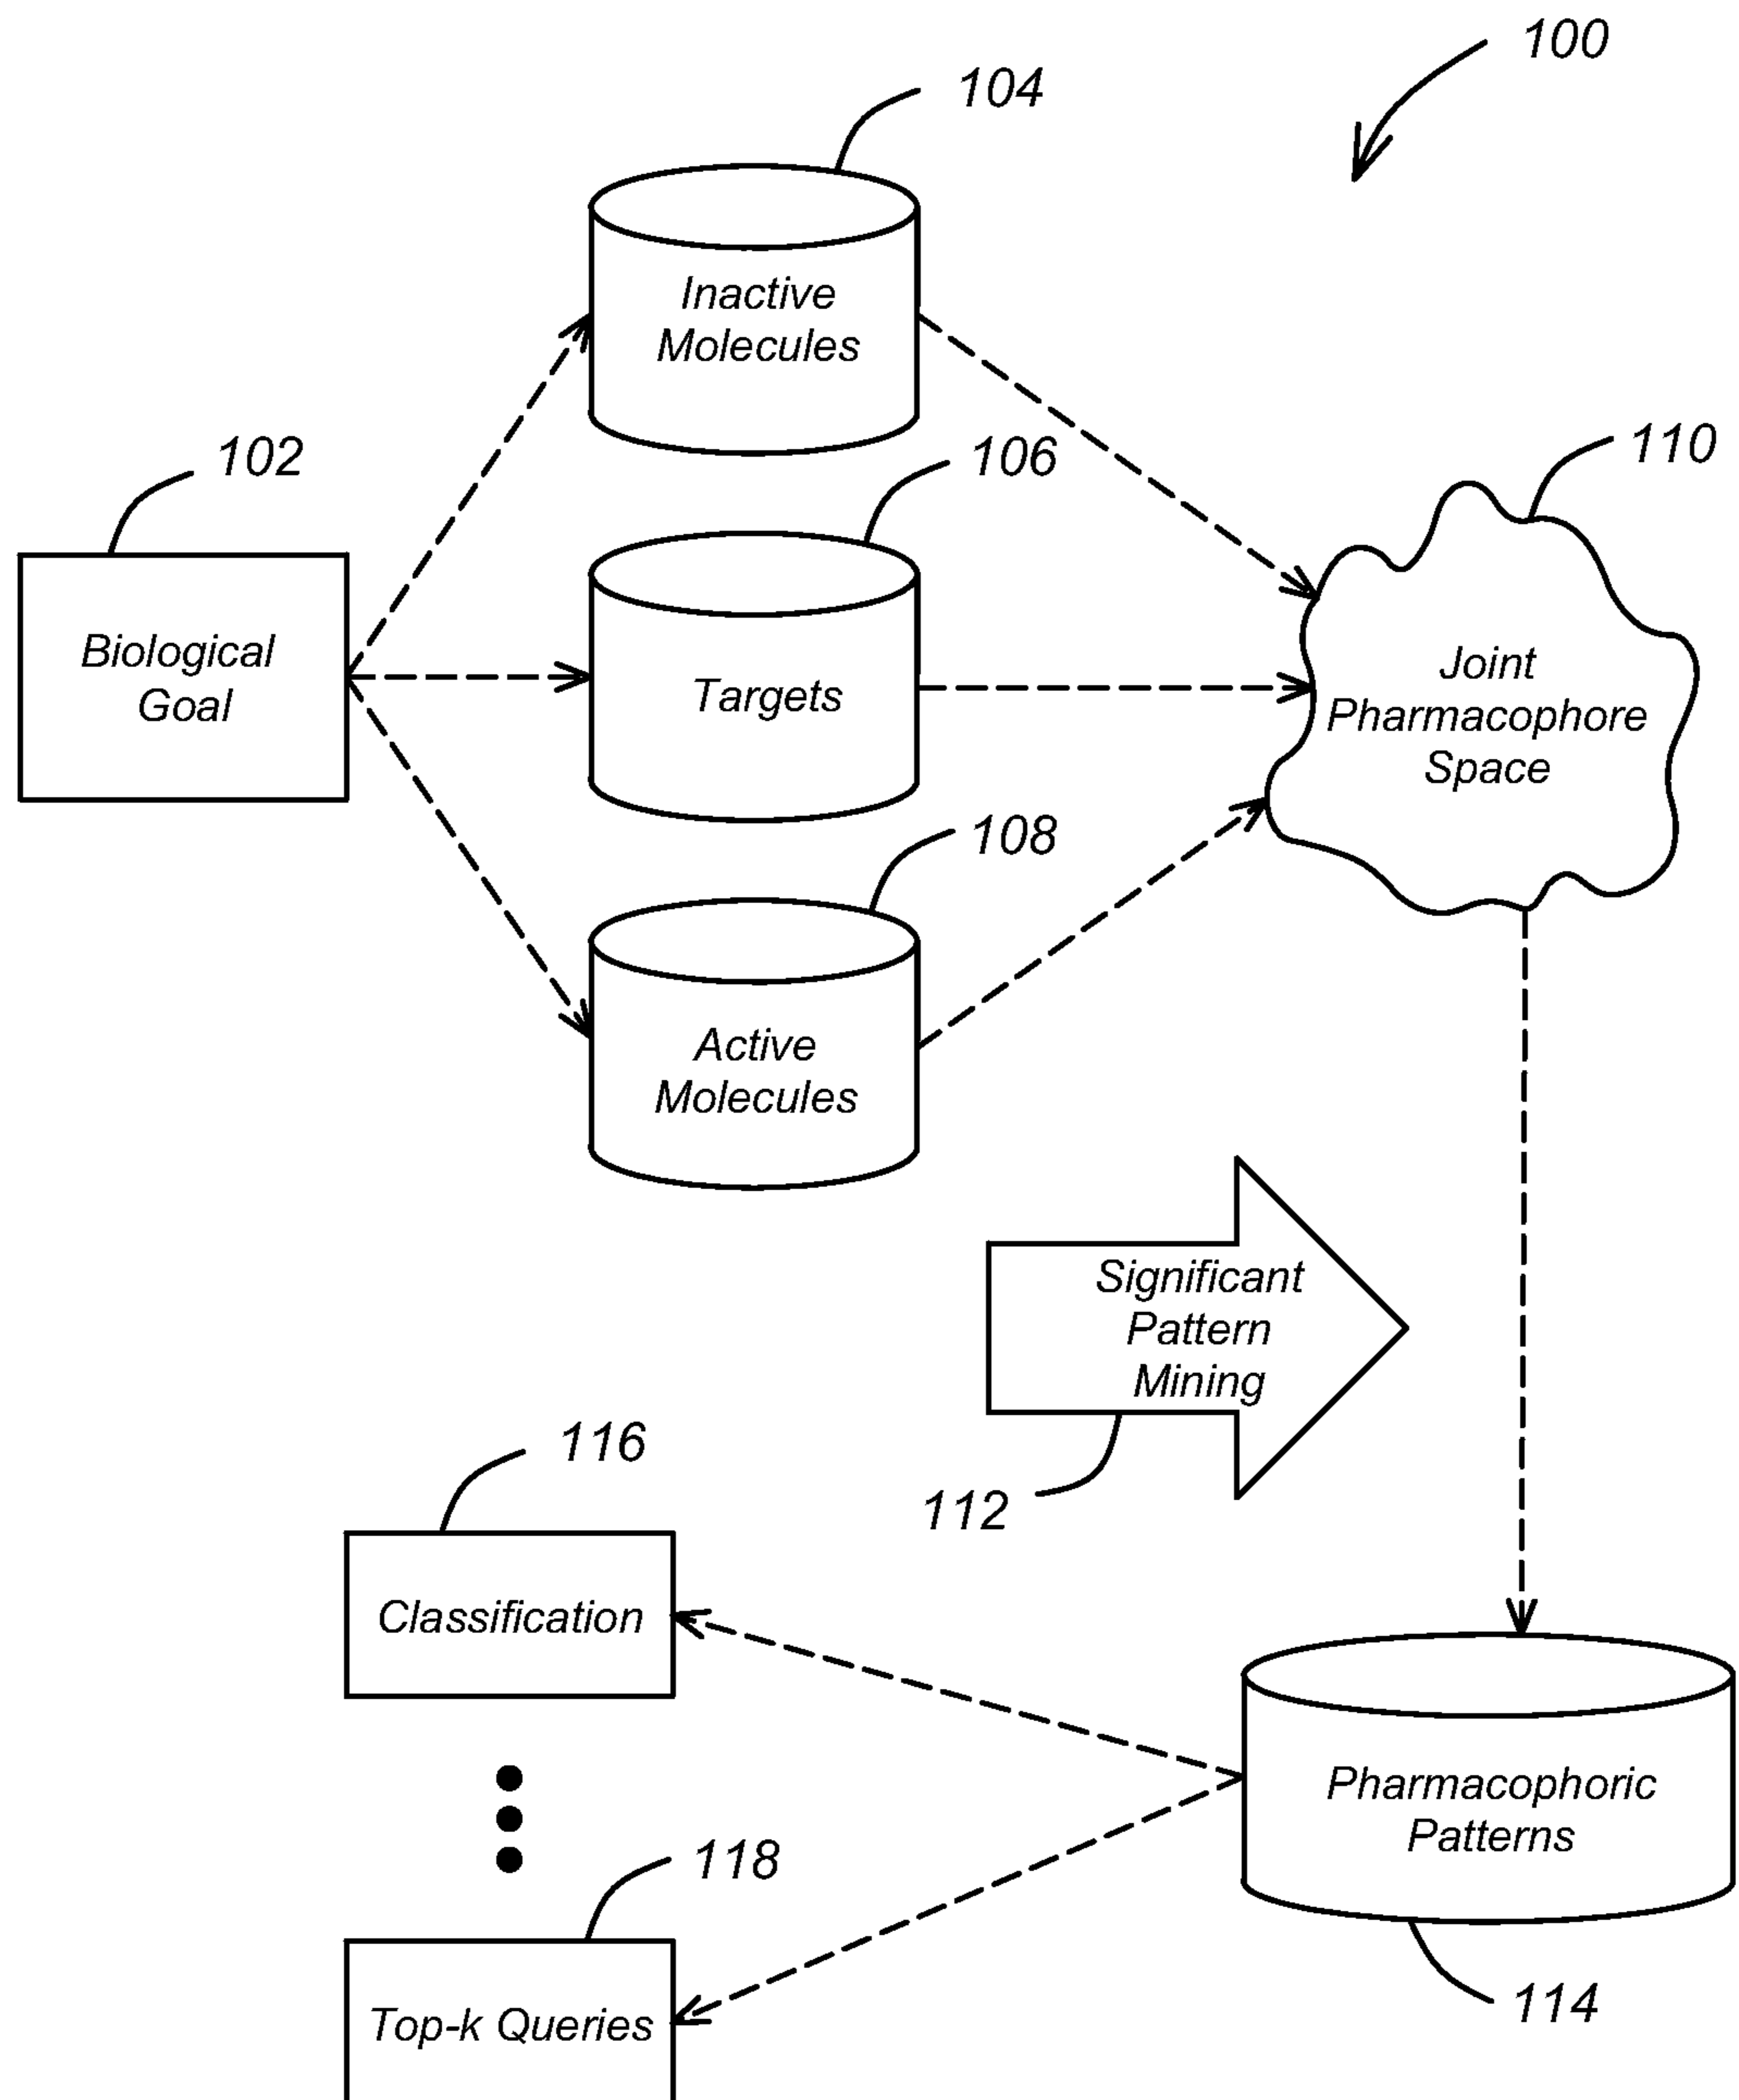 100
104
Inactive
Molecules
102
106
110
Biological
Goal
Targets
Joint
Pharmacophore
Space
108
Active
Molecules
Significant
Pattern
Mining
112
116
Classification
Pharmacophoric
Patterns
118
114
Top-k Queries